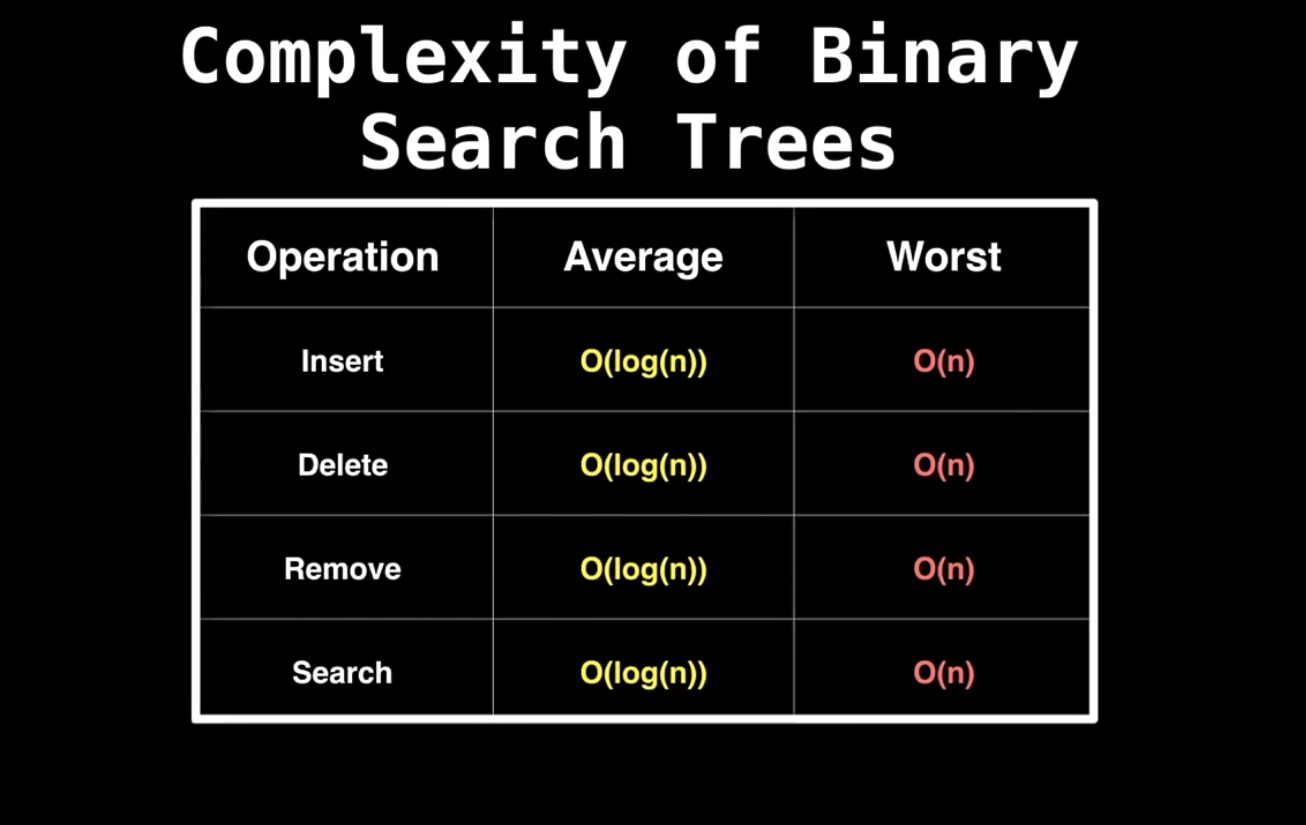 Complexity of Binary
Search Trees
Operation Average Worst
Insert O(log(n)) O(n)
Delete O(log(n)) O(n)
Remove O(log(n)) O(n)
Search O(log(n)) O(n)